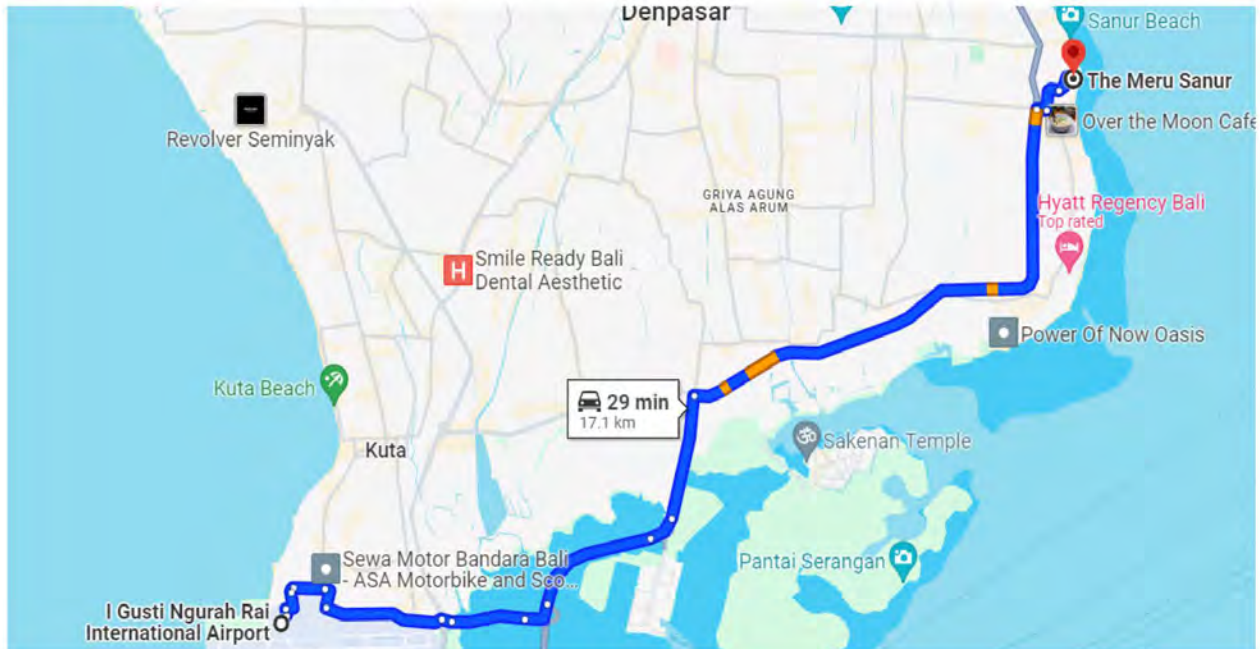 Denpasar
Sanur Beach
The Meru Sanur
Revolver Seminyak
Over the Moon Cafe
GRIYA AGUNG
ALAS ARUM
Hyatt Regency Bali
Top rated
H
Smile Ready Bali
Dental Aesthetic
Power Of Now Oasis
Kuta Beach
29 min
17.1 km
Kuta
Sakenan Temple
Sewa Motor Bandara Bali
- ASA Motorbike and Sco...
Pantai Serangan
I Gusti Ngurah Rai
International Airport